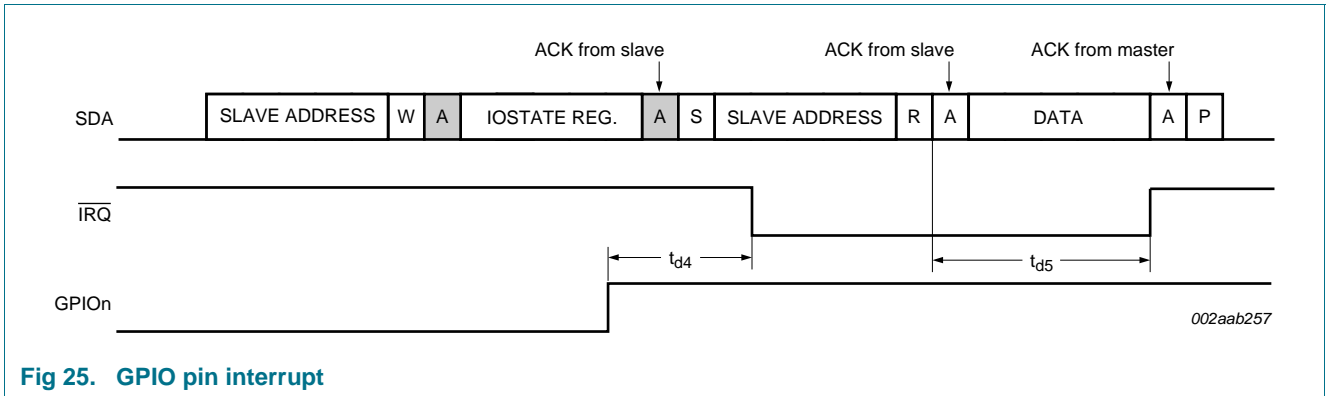 ACK from slave ACK from slave ACK from master
SDA SLAVE ADDRESS W A IOSTATE REG. A S SLAVE ADDRESS R A DATA A P
IRQ
td4 td5
GPIOn
002aab257
Fig 25. GPIO pin interrupt